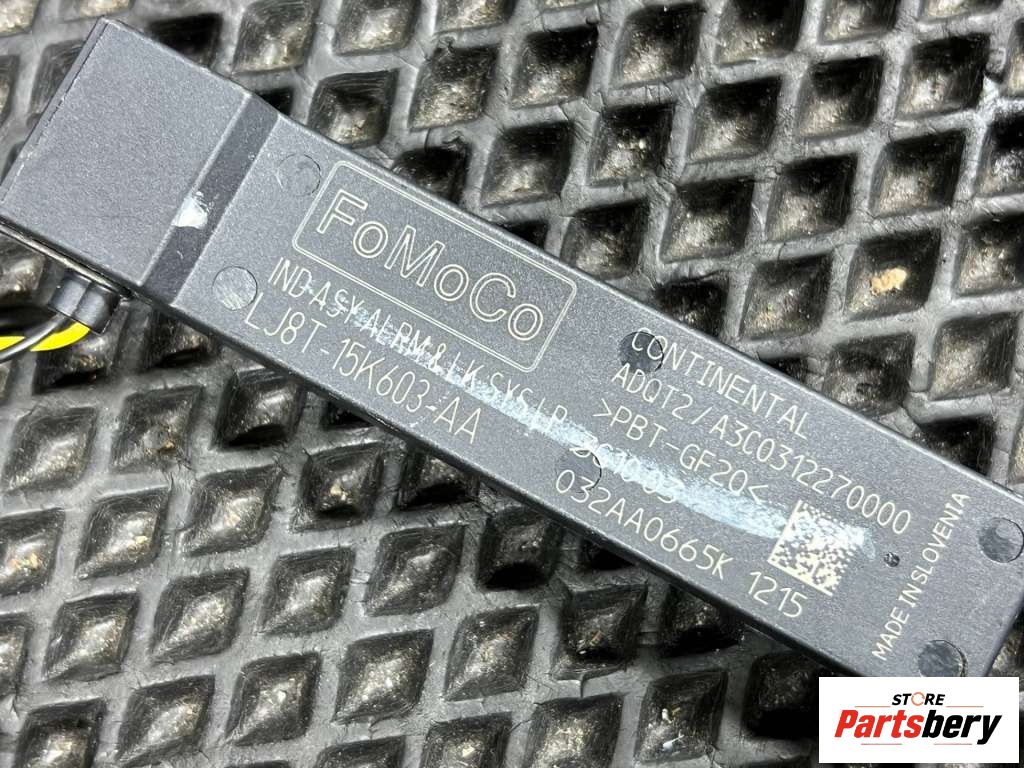 FoMoCo
IND-ASY ALRM & LK SYS I.P.
LJ8T-15K603-AA
CONTINENTAL
ADQT2/A3C0312270000
>PBT-GF20<
032AA0665K 1215
MADE IN SLOVENIA
STORE
Partsbery